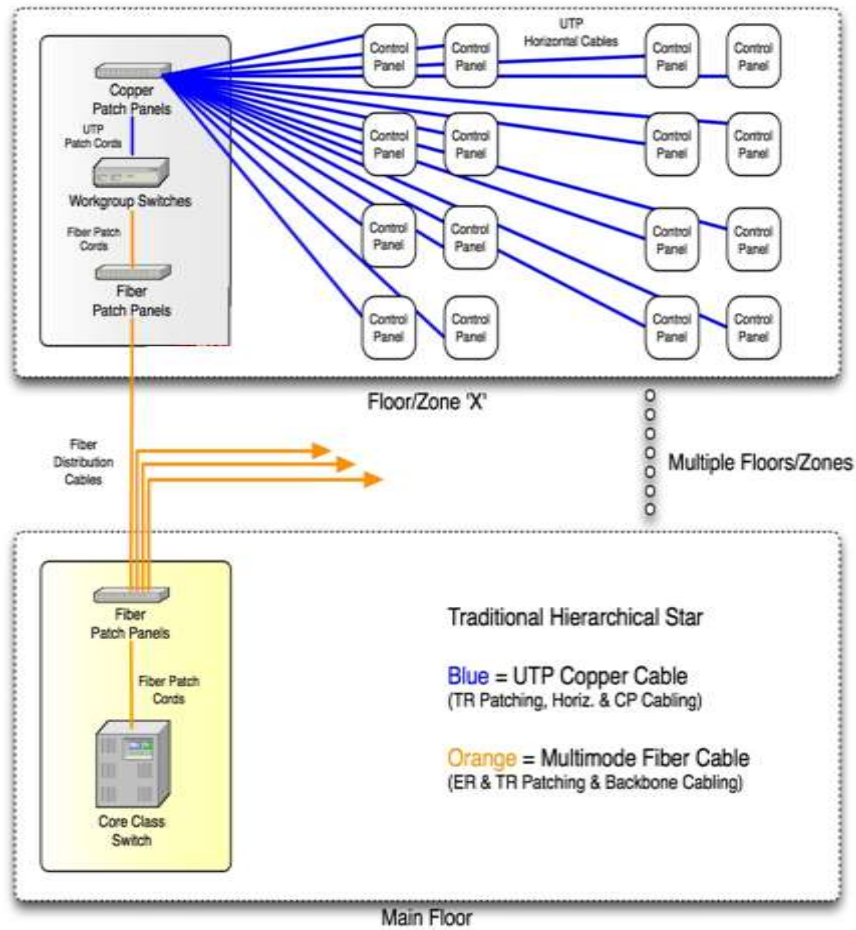 UTP
Horizontal Cables
Control
Panel
Control
Panel
Control
Panel
Control
Panel
Copper
Patch Panels
UTP
Patch Cords
Control
Panel
Control
Panel
Control
Panel
Control
Panel
Workgroup Switches
Fiber Patch
Cords
Control
Panel
Control
Panel
Control
Panel
Control
Panel
Fiber
Patch Panels
Control
Panel
Control
Panel
Control
Panel
Control
Panel
Floor/Zone 'X'
Fiber
Distribution
Cables
Multiple Floors/Zones
Fiber
Patch Panels
Fiber Patch
Cords
Core Class
Switch
Traditional Hierarchical Star
Blue = UTP Copper Cable
(TR Patching, Horiz. & CP Cabling)
Orange = Multimode Fiber Cable
(ER & TR Patching & Backbone Cabling)
Main Floor